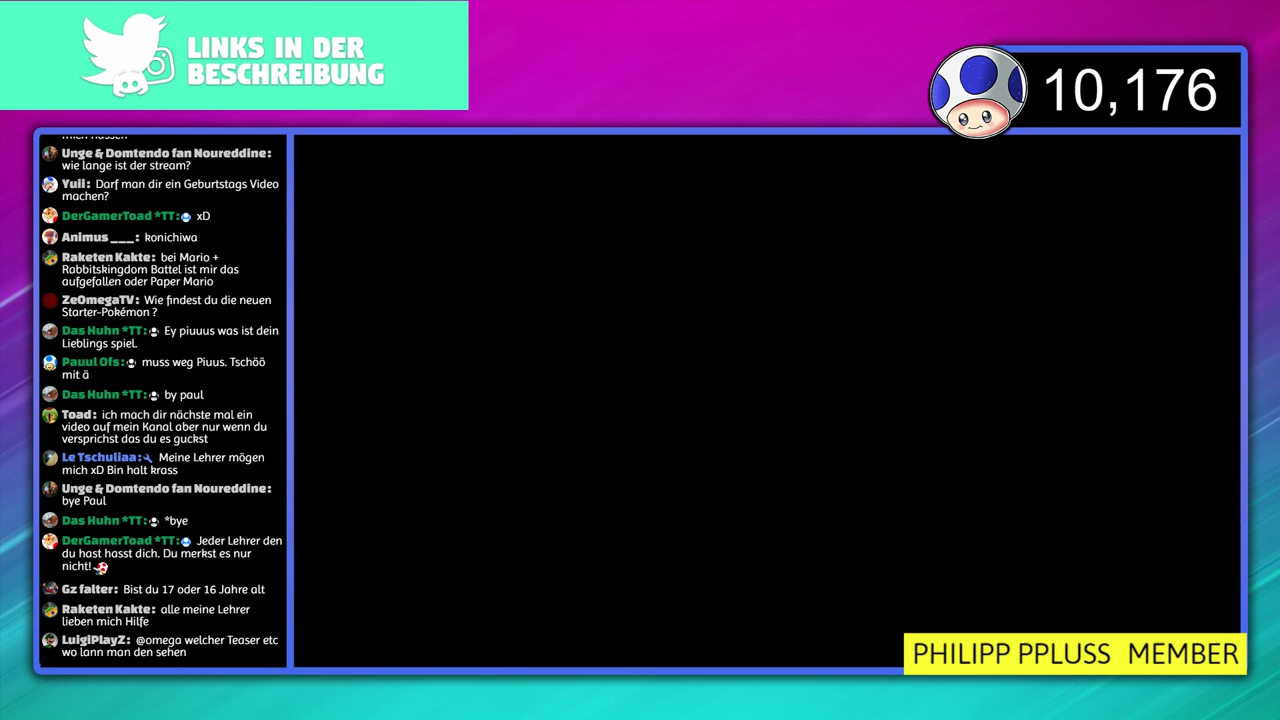 LINKS IN DER
BESCHREIBUNG
10,176
mich hassen
Unge & Domtendo fan Noureddine:
wie lange ist der stream?
Yuii: Darf man dir ein Geburtstags Video
machen?
DerGamerToad *TT: xD
Animus ___: konichiwa
Raketen Kakte: bei Mario +
Rabbitskingdom Battel ist mir das
aufgefallen oder Paper Mario
ZeOmegaTV: Wie findest du die neuen
Starter-Pokémon ?
Das Huhn *TT: Ey piuuus was ist dein
Lieblings spiel.
Pauul Ofs: muss weg Piuus. Tschöö
mit ä
Das Huhn *TT: by paul
Toad: ich mach dir nächste mal ein
video auf mein Kanal aber nur wenn du
versprichst das du es guckst
Le Tschuliaa: Meine Lehrer mögen
mich xD Bin halt krass
Unge & Domtendo fan Noureddine:
bye Paul
Das Huhn *TT: *bye
DerGamerToad *TT: Jeder Lehrer den
du hast hasst dich. Du merkst es nur
nicht!
Gz falter: Bist du 17 oder 16 Jahre alt
Raketen Kakte: alle meine Lehrer
lieben mich Hilfe
LuigiPlayZ: @omega welcher Teaser etc
wo lann man den sehen
PHILIPP PPLUSS MEMBER